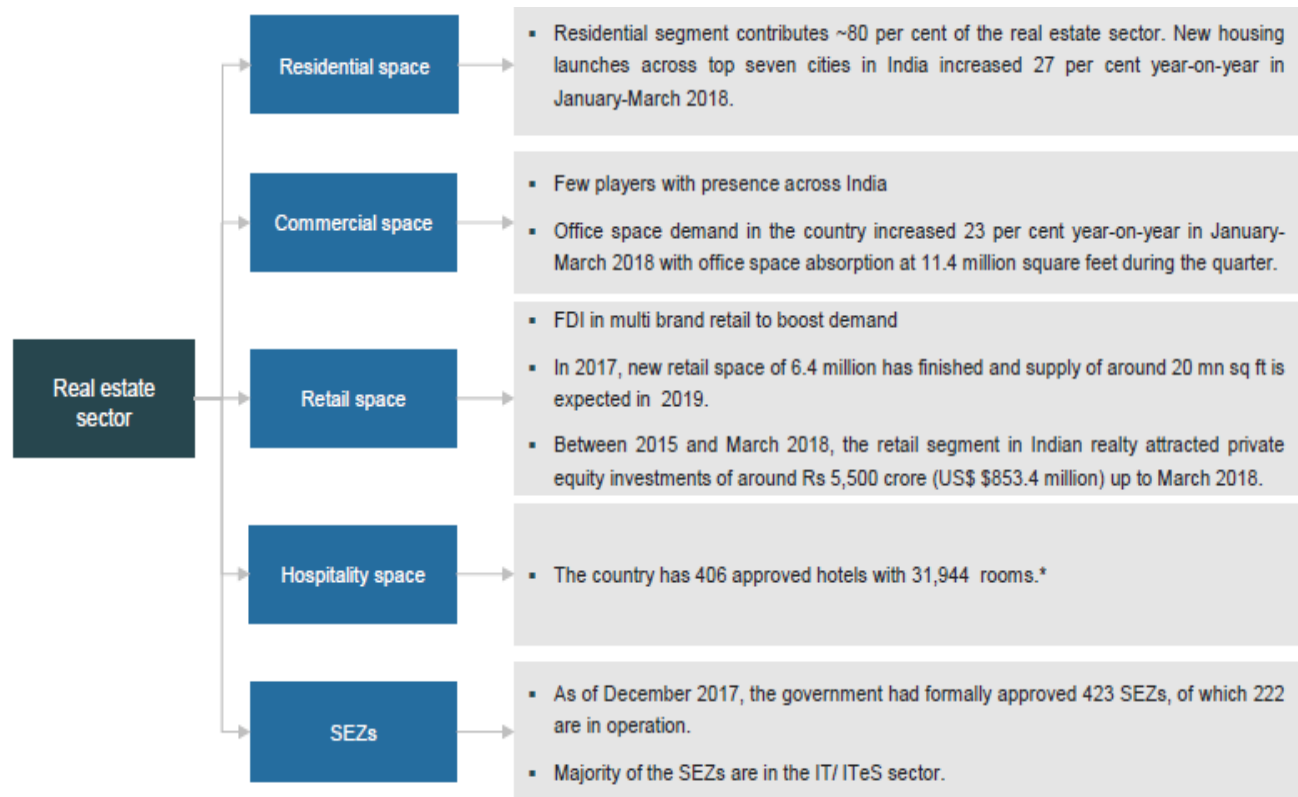 Real estate
sector
Residential space
▪ Residential segment contributes ~80 per cent of the real estate sector. New housing
launches across top seven cities in India increased 27 per cent year-on-year in
January-March 2018.
Commercial space
▪ Few players with presence across India
▪ Office space demand in the country increased 23 per cent year-on-year in January-
March 2018 with office space absorption at 11.4 million square feet during the quarter.
Retail space
▪ FDI in multi brand retail to boost demand
▪ In 2017, new retail space of 6.4 million has finished and supply of around 20 mn sq ft is
expected in 2019.
▪ Between 2015 and March 2018, the retail segment in Indian realty attracted private
equity investments of around Rs 5,500 crore (US$ $853.4 million) up to March 2018.
Hospitality space
▪ The country has 406 approved hotels with 31,944 rooms.*
SEZs
▪ As of December 2017, the government had formally approved 423 SEZs, of which 222
are in operation.
▪ Majority of the SEZs are in the IT/ ITeS sector.